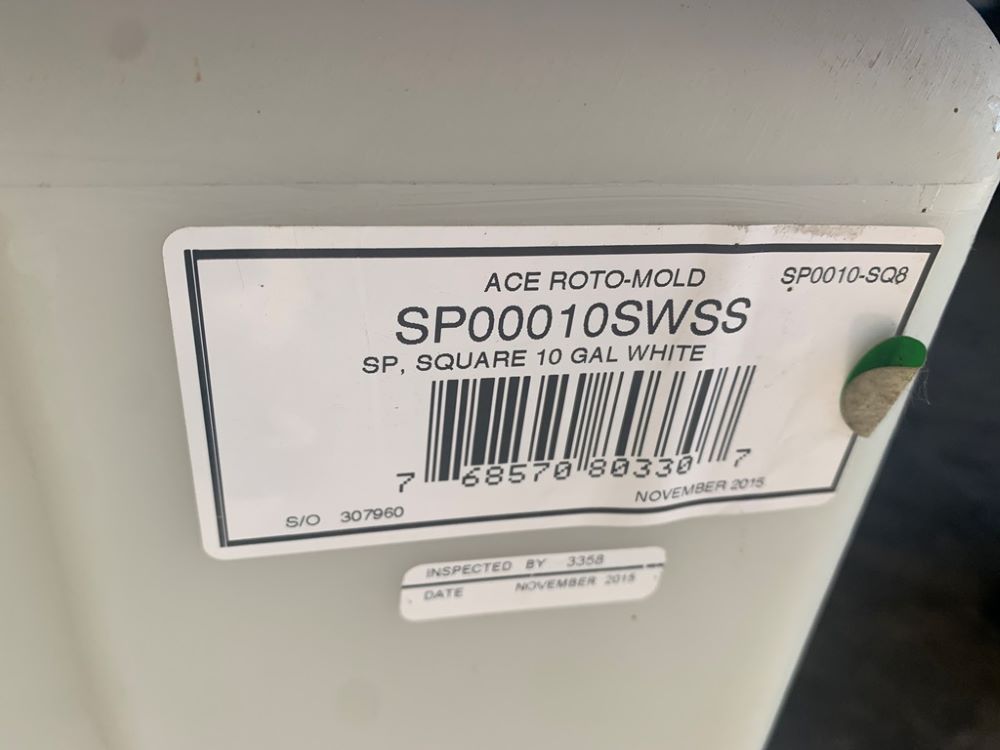 ACE ROTO-MOLD
SP0010-SQ8
SP00010SWSS
SP, SQUARE 10 GAL WHITE
7 68570 80330 7
NOVEMBER 2015
S/O 307960
INSPECTED BY 3358
DATE NOVEMBER 2015